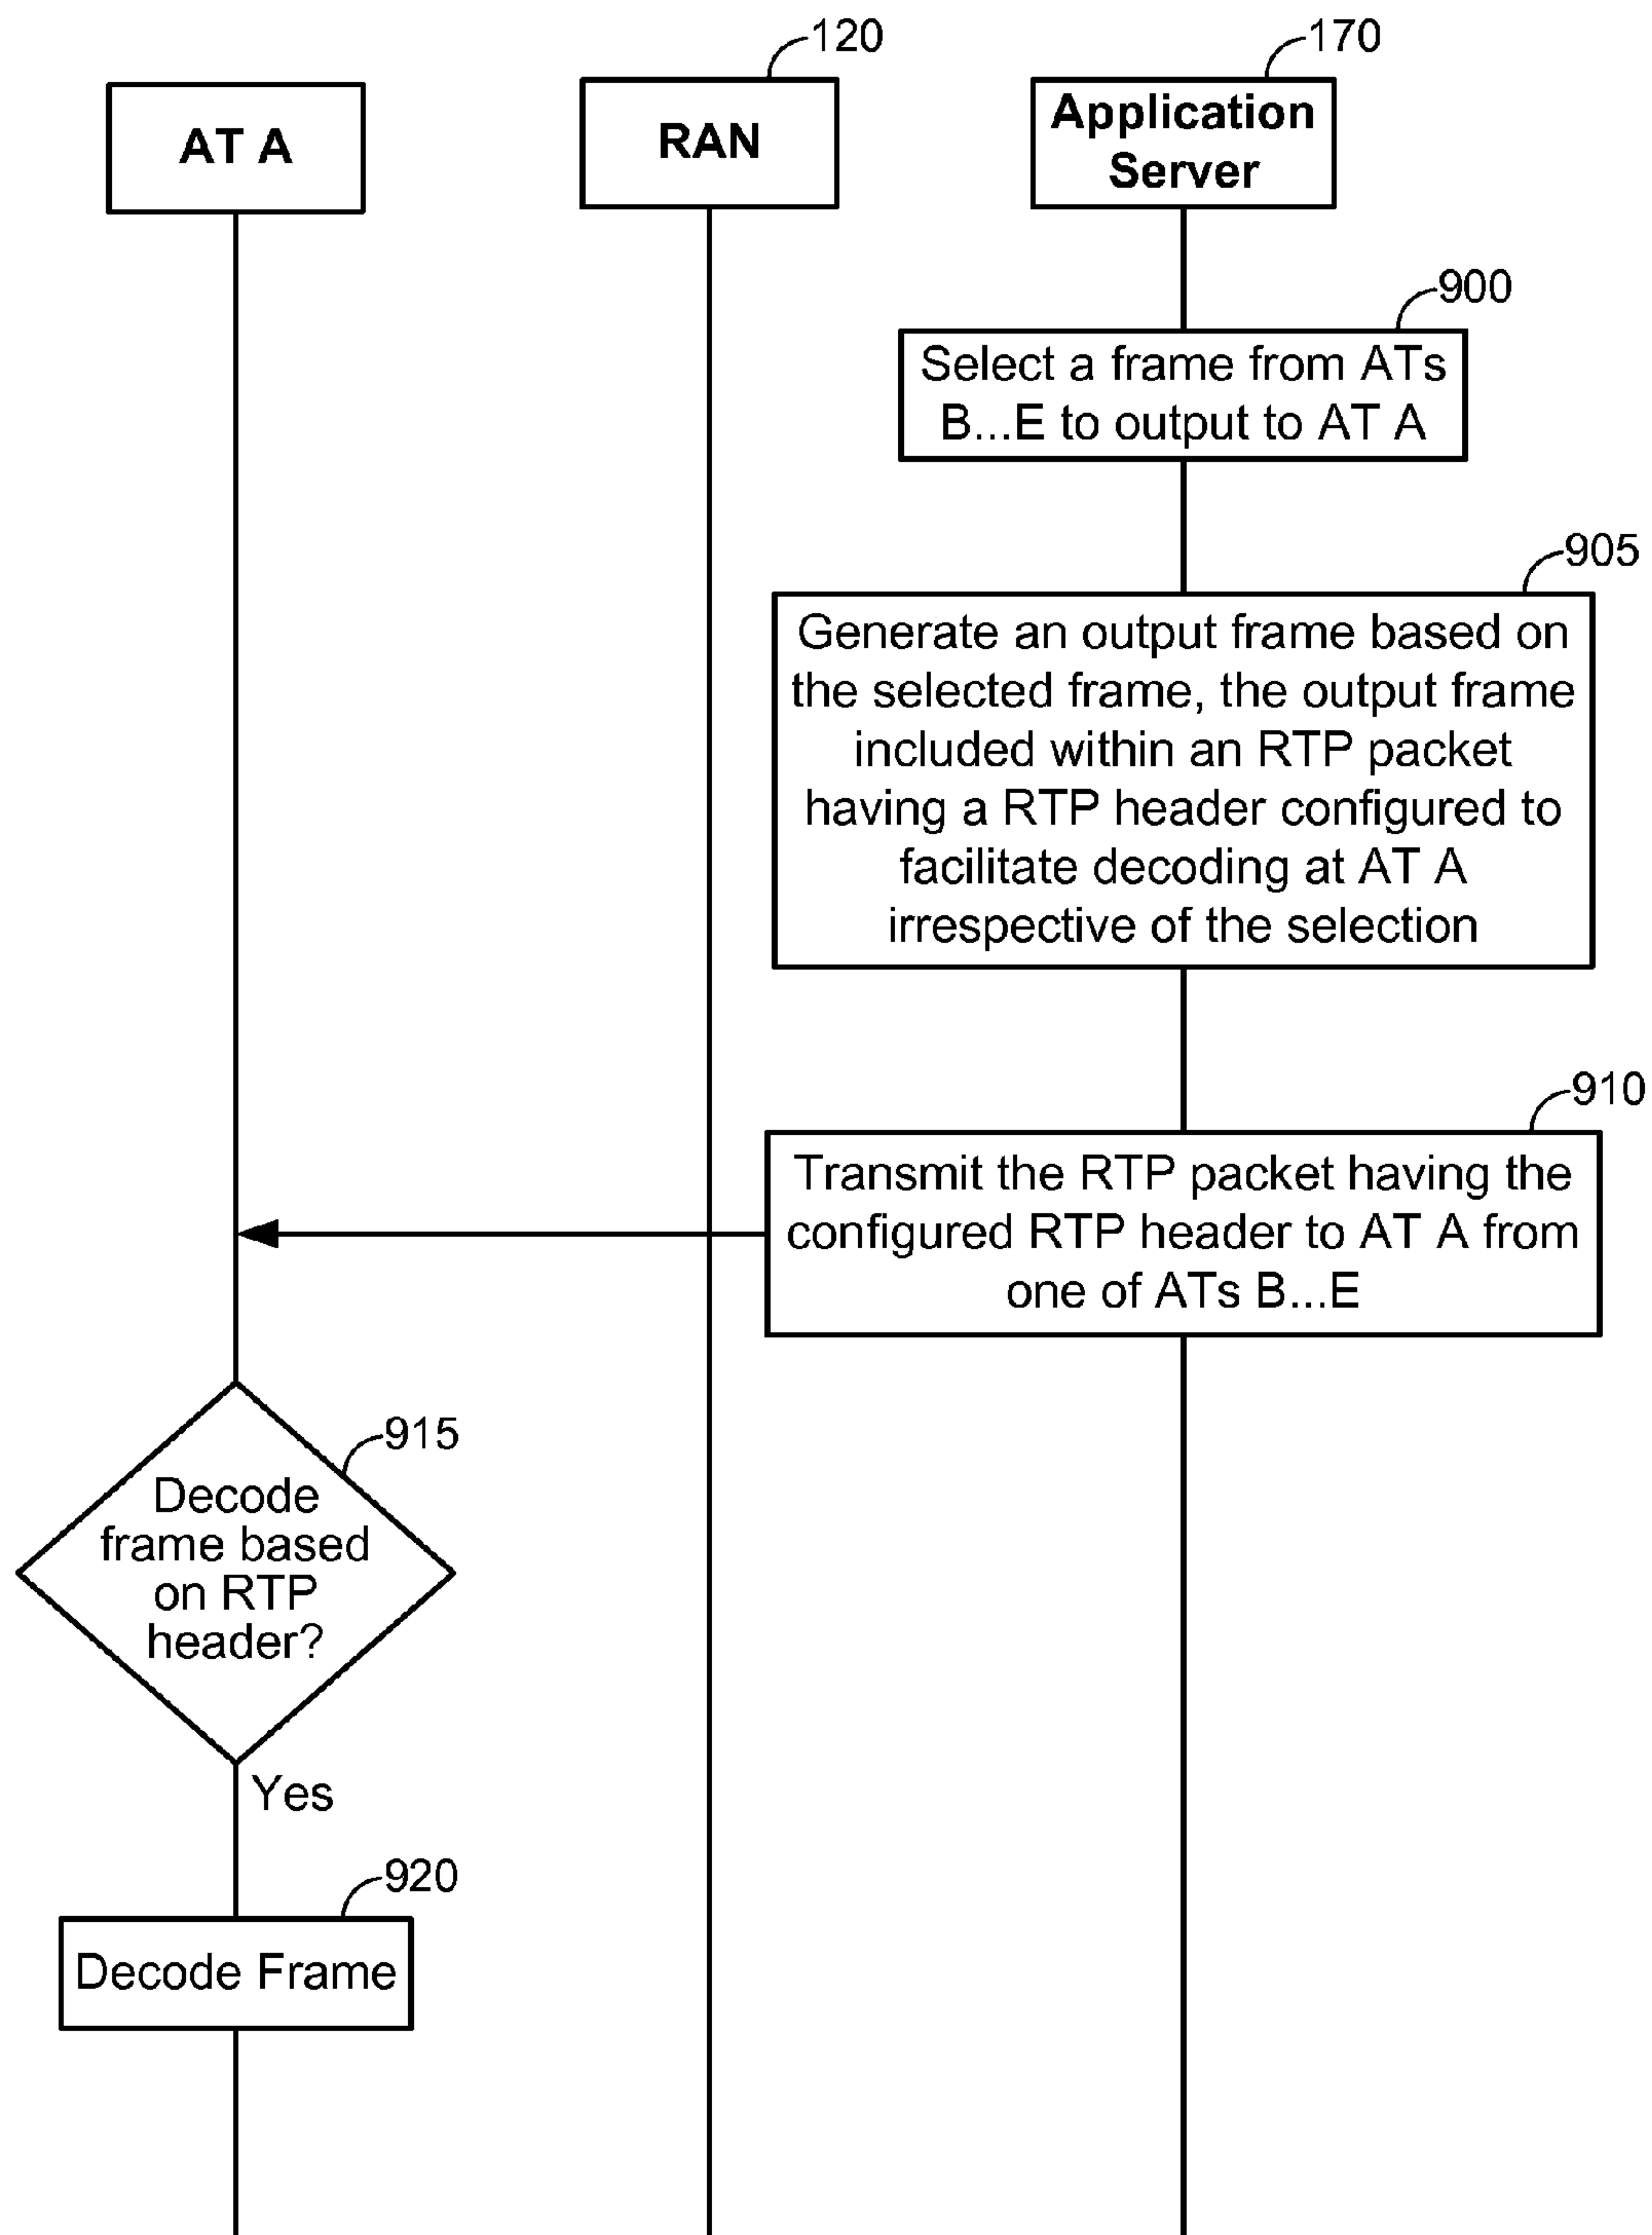 120
170
AT A
RAN
Application
Server
900
Select a frame from ATs
B...E to output to AT A
905
Generate an output frame based on
the selected frame, the output frame
included within an RTP packet
having a RTP header configured to
facilitate decoding at AT A
irrespective of the selection
910
Transmit the RTP packet having the
configured RTP header to AT A from
one of ATs B...E
915
Decode
frame based
on RTP
header?
Yes
920
Decode Frame